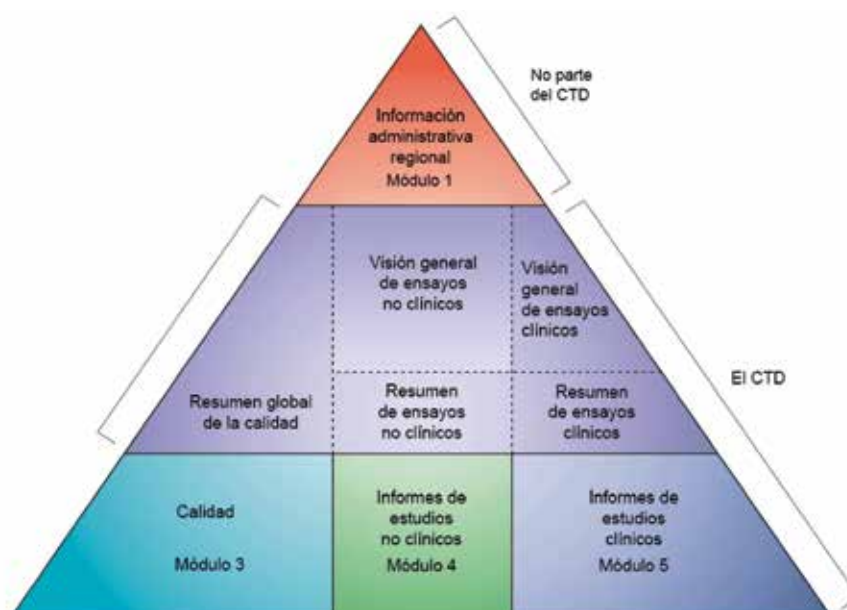 Información
administrativa
regional
Módulo 1
No parte
del CTD
Visión general
de ensayos
no clínicos
Visión
general
de ensayos
clínicos
El CTD
Resumen global
de la calidad
Resumen
de ensayos
no clínicos
Resumen
de ensayos
clínicos
Calidad
Módulo 3
Informes de
estudios
no clínicos
Módulo 4
Informes de
estudios
clínicos
Módulo 5